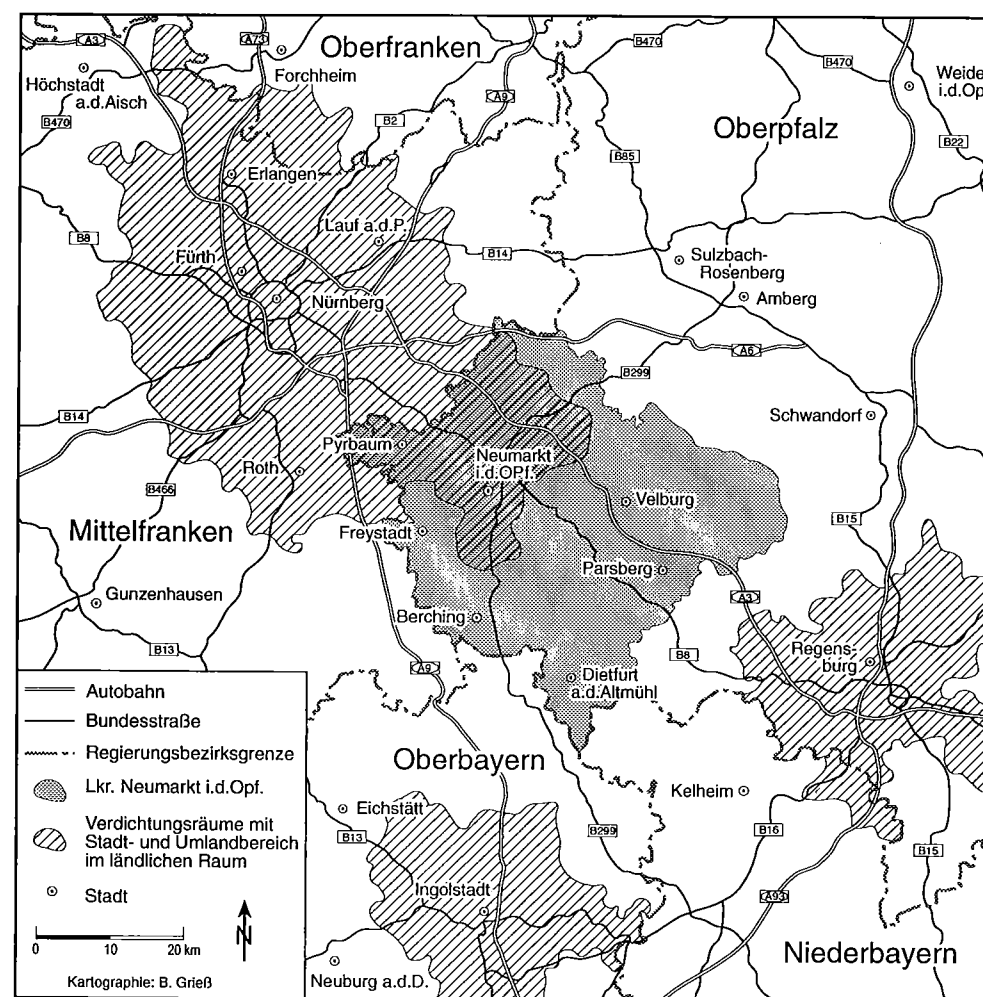 A3
A73
Oberfranken
B470
B470
Höchstadt
a.d.Aisch
Forchheim
A9
Weide
i.d.Op
B470
B2
Oberpfalz
B22
B85
Erlangen
Lauf a.d.P.
B8
B14
Fürth
Sulzbach-
Rosenberg
Nürnberg
Amberg
A6
B299
B14
Schwandorf
Pyrbaum
Neumarkt
i.d.OPf.
Roth
B466
Velburg
B15
Mittelfranken
Freystadt
Parsberg
Gunzenhausen
A3
Berching
B13
B8
Regens-
burg
A9
Dietfurt
a.d.Altmühl
Autobahn
Bundesstraße
Regierungsbezirksgrenze
Lkr. Neumarkt i.d.Opf.
Verdichtungsräume mit
Stadt- und Umlandbereich
im ländlichen Raum
Stadt
0 10 20 km
N
Kartographie: B. Grieß
Oberbayern
Kelheim
Eichstätt
B13
B299
B16
B15
Ingolstadt
A93
Niederbayern
Neuburg a.d.D.